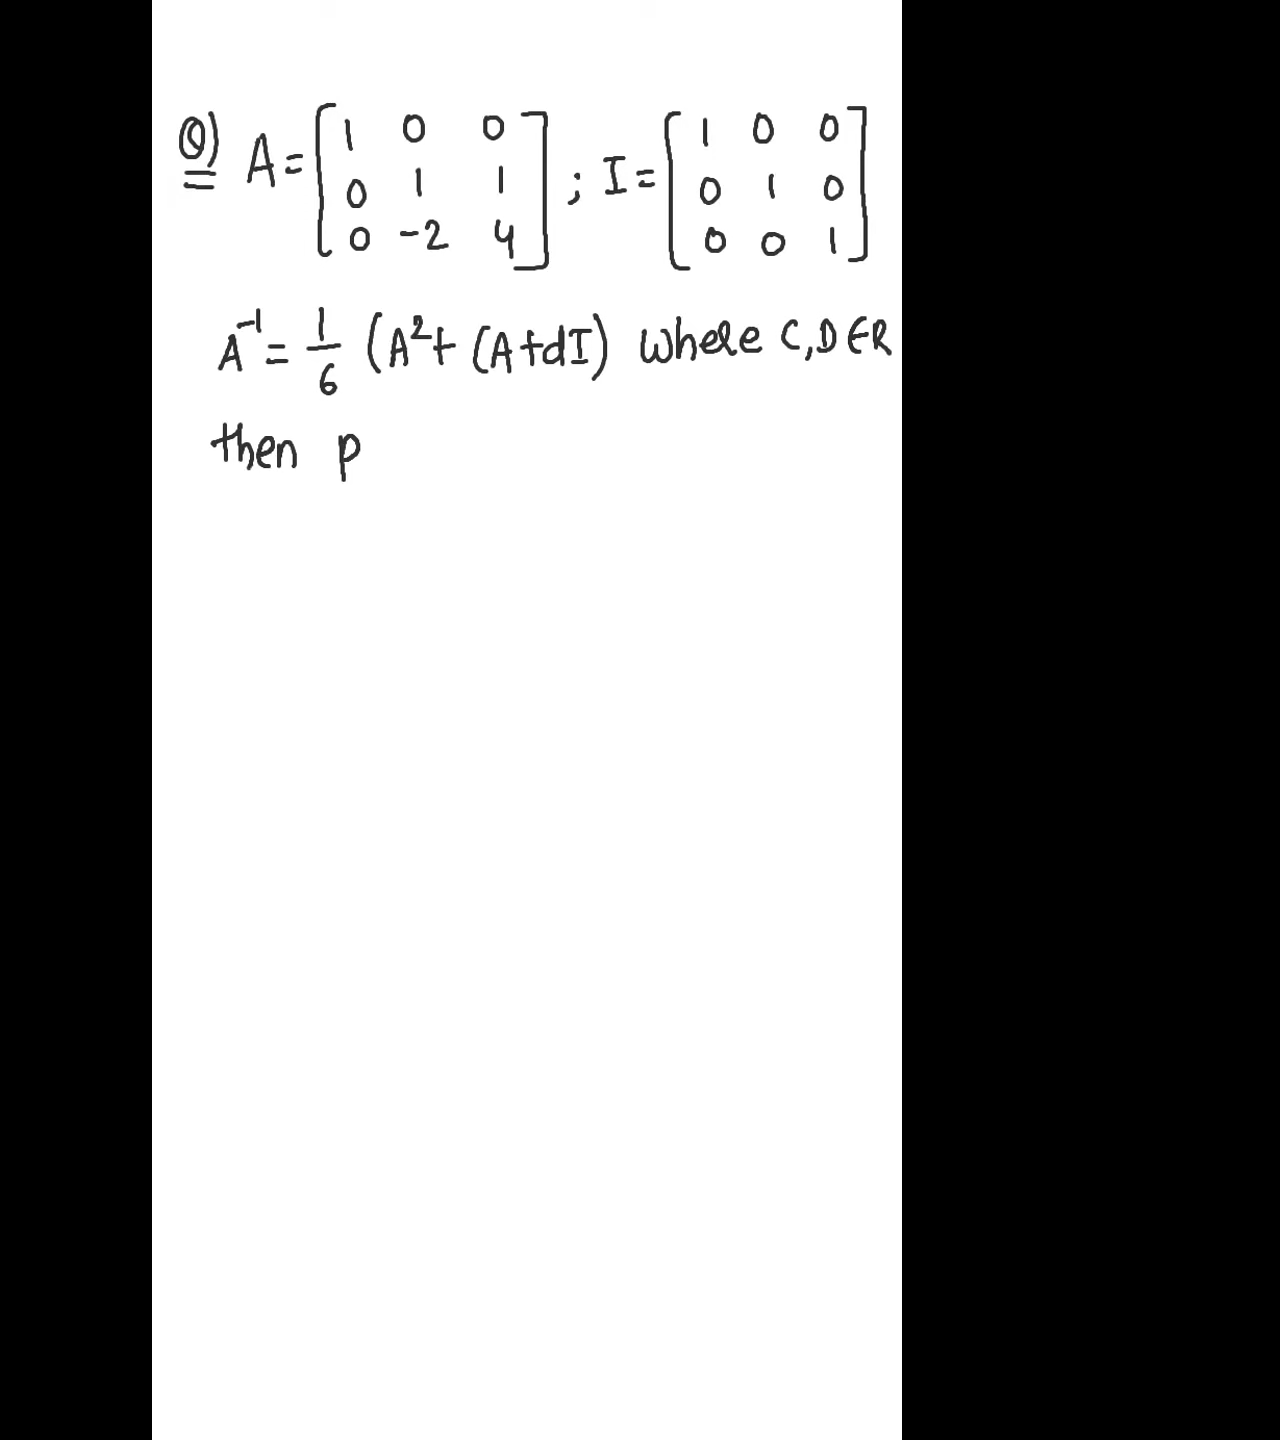 Q) A = [1 0 0; 0 1 1; 0 -2 4] ; I = [1 0 0; 0 1 0; 0 0 1]
A⁻¹ = 1/6 (A² + (A + dI) where C, D ∈ R
then p